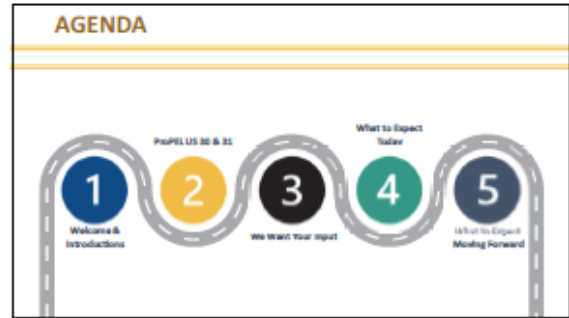 AGENDA
1
Welcome &
Introductions
ProPEL US 30 & 31
2
3
We Want Your Input
What to Expect
Today
4
5
What to Expect
Moving Forward